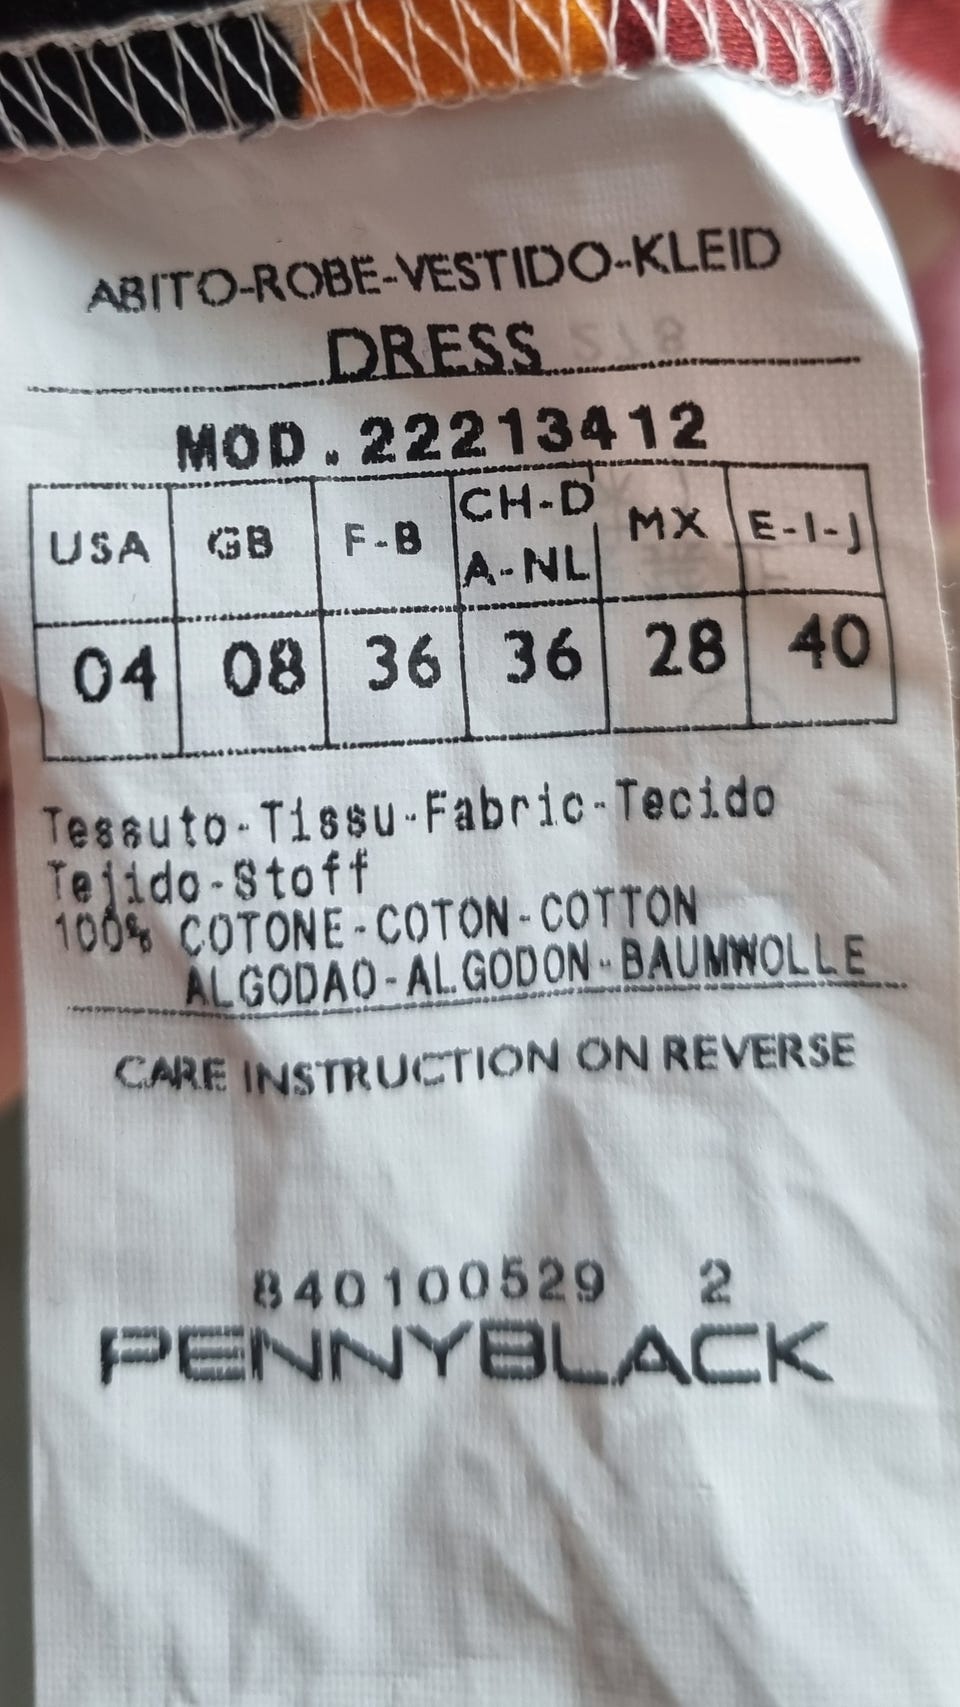 ABITO-ROBE-VESTIDO-KLEID
DRESS
MOD.22213412
USA GB F-B CH-D A-NL MX E-I-J
04 08 36 36 28 40
Tessuto-Tissu-Fabric-Tecido
Tejido-Stoff
100% COTONE-COTON-COTTON
ALGODAO-ALGODON-BAUMWOLLE
CARE INSTRUCTION ON REVERSE
840100529 2
PENNYBLACK